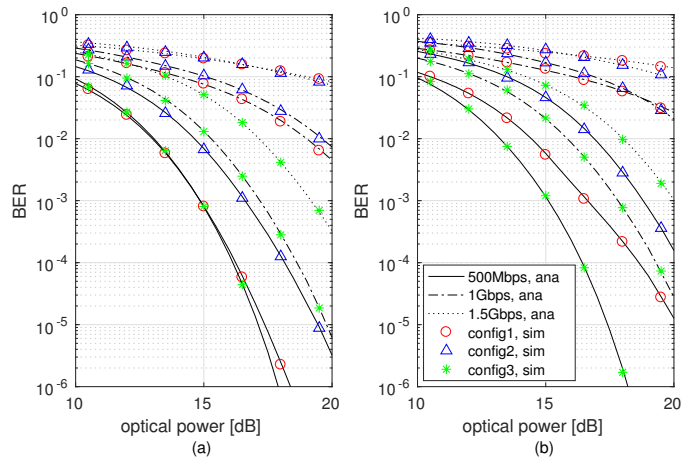 10^0
10^-1
10^-2
10^-3
10^-4
10^-5
10^-6
BER
10
15
20
optical power [dB]
(a)
10^0
10^-1
10^-2
10^-3
10^-4
10^-5
10^-6
BER
500Mbps, ana
1Gbps, ana
1.5Gbps, ana
config1, sim
config2, sim
config3, sim
10
15
20
optical power [dB]
(b)